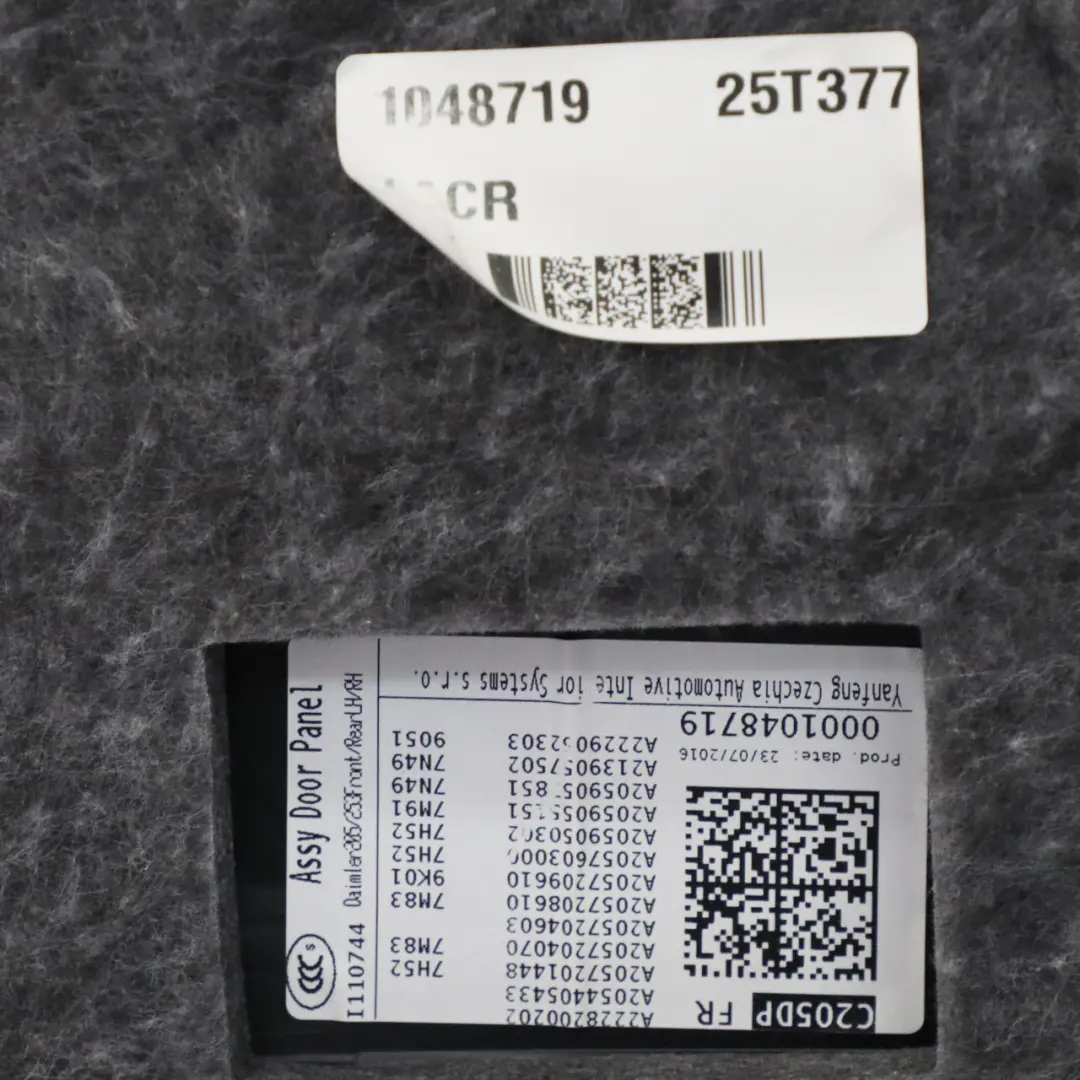 1048719 25T377
CR
Yanfeng Czechia Automotive Inte ior Systems s.r.o.
0001048719
Prod. date: 23/07/2016
A2139057502 7N49
7N49
7M91
7H52
7H52
A2057209610 9K01
A2057208610 7M83
A2057204603
A2057204070 7M83
A2057201448 7H52
A2054405433
A2228200202
9051
C205DP FR
Assy Door Panel
Daimler205/253Front/RearLH/RH
I110744
CCC S